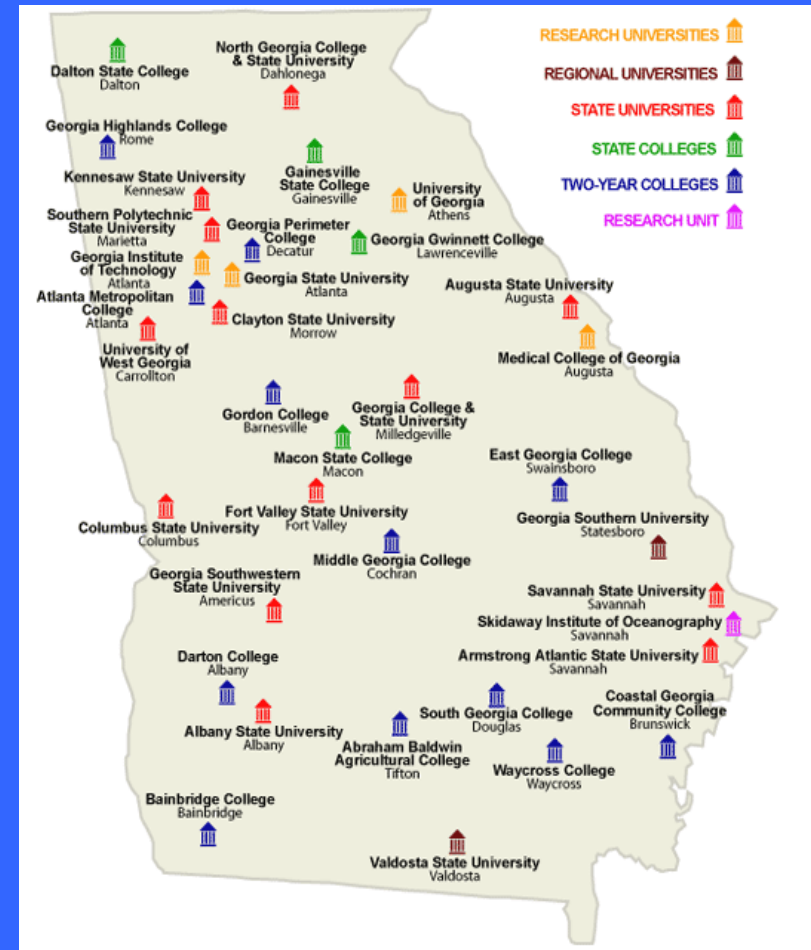 RESEARCH UNIVERSITIES
REGIONAL UNIVERSITIES
STATE UNIVERSITIES
STATE COLLEGES
TWO-YEAR COLLEGES
RESEARCH UNIT
Dalton State College
Dalton
North Georgia College
& State University
Dahlonega
Georgia Highlands College
Rome
Gainesville
State College
Gainesville
Kennesaw State University
Kennesaw
University
of Georgia
Athens
Southern Polytechnic
State University
Marietta
Georgia Perimeter
College
Decatur
Georgia Gwinnett College
Lawrenceville
Georgia Institute
of Technology
Atlanta
Georgia State University
Atlanta
Atlanta Metropolitan
College
Atlanta
Clayton State University
Morrow
Augusta State University
Augusta
University of
West Georgia
Carrollton
Medical College of Georgia
Augusta
Gordon College
Barnesville
Georgia College &
State University
Milledgeville
Macon State College
Macon
East Georgia College
Swainsboro
Fort Valley State University
Fort Valley
Georgia Southern University
Statesboro
Columbus State University
Columbus
Middle Georgia College
Cochran
Georgia Southwestern
State University
Americus
Savannah State University
Savannah
Skidaway Institute of Oceanography
Savannah
Armstrong Atlantic State University
Savannah
Darton College
Albany
Albany State University
Albany
South Georgia College
Douglas
Coastal Georgia
Community College
Brunswick
Abraham Baldwin
Agricultural College
Tifton
Waycross College
Waycross
Bainbridge College
Bainbridge
Valdosta State University
Valdosta